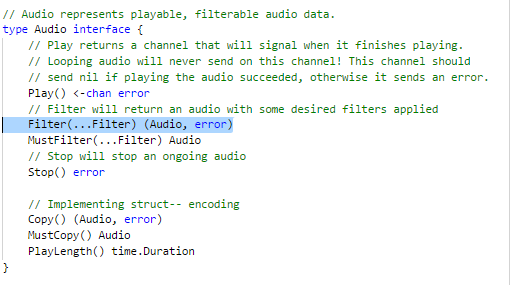 // Audio represents playable, filterable audio data.
type Audio interface {
// Play returns a channel that will signal when it finishes playing.
// Looping audio will never send on this channel! This channel should
// send nil if playing the audio succeeded, otherwise it sends an error.
Play() <-chan error
// Filter will return an audio with some desired filters applied
Filter(...Filter) (Audio, error)
MustFilter(...Filter) Audio
// Stop will stop an ongoing audio
Stop() error
// Implementing struct-- encoding
Copy() (Audio, error)
MustCopy() Audio
PlayLength() time.Duration
}